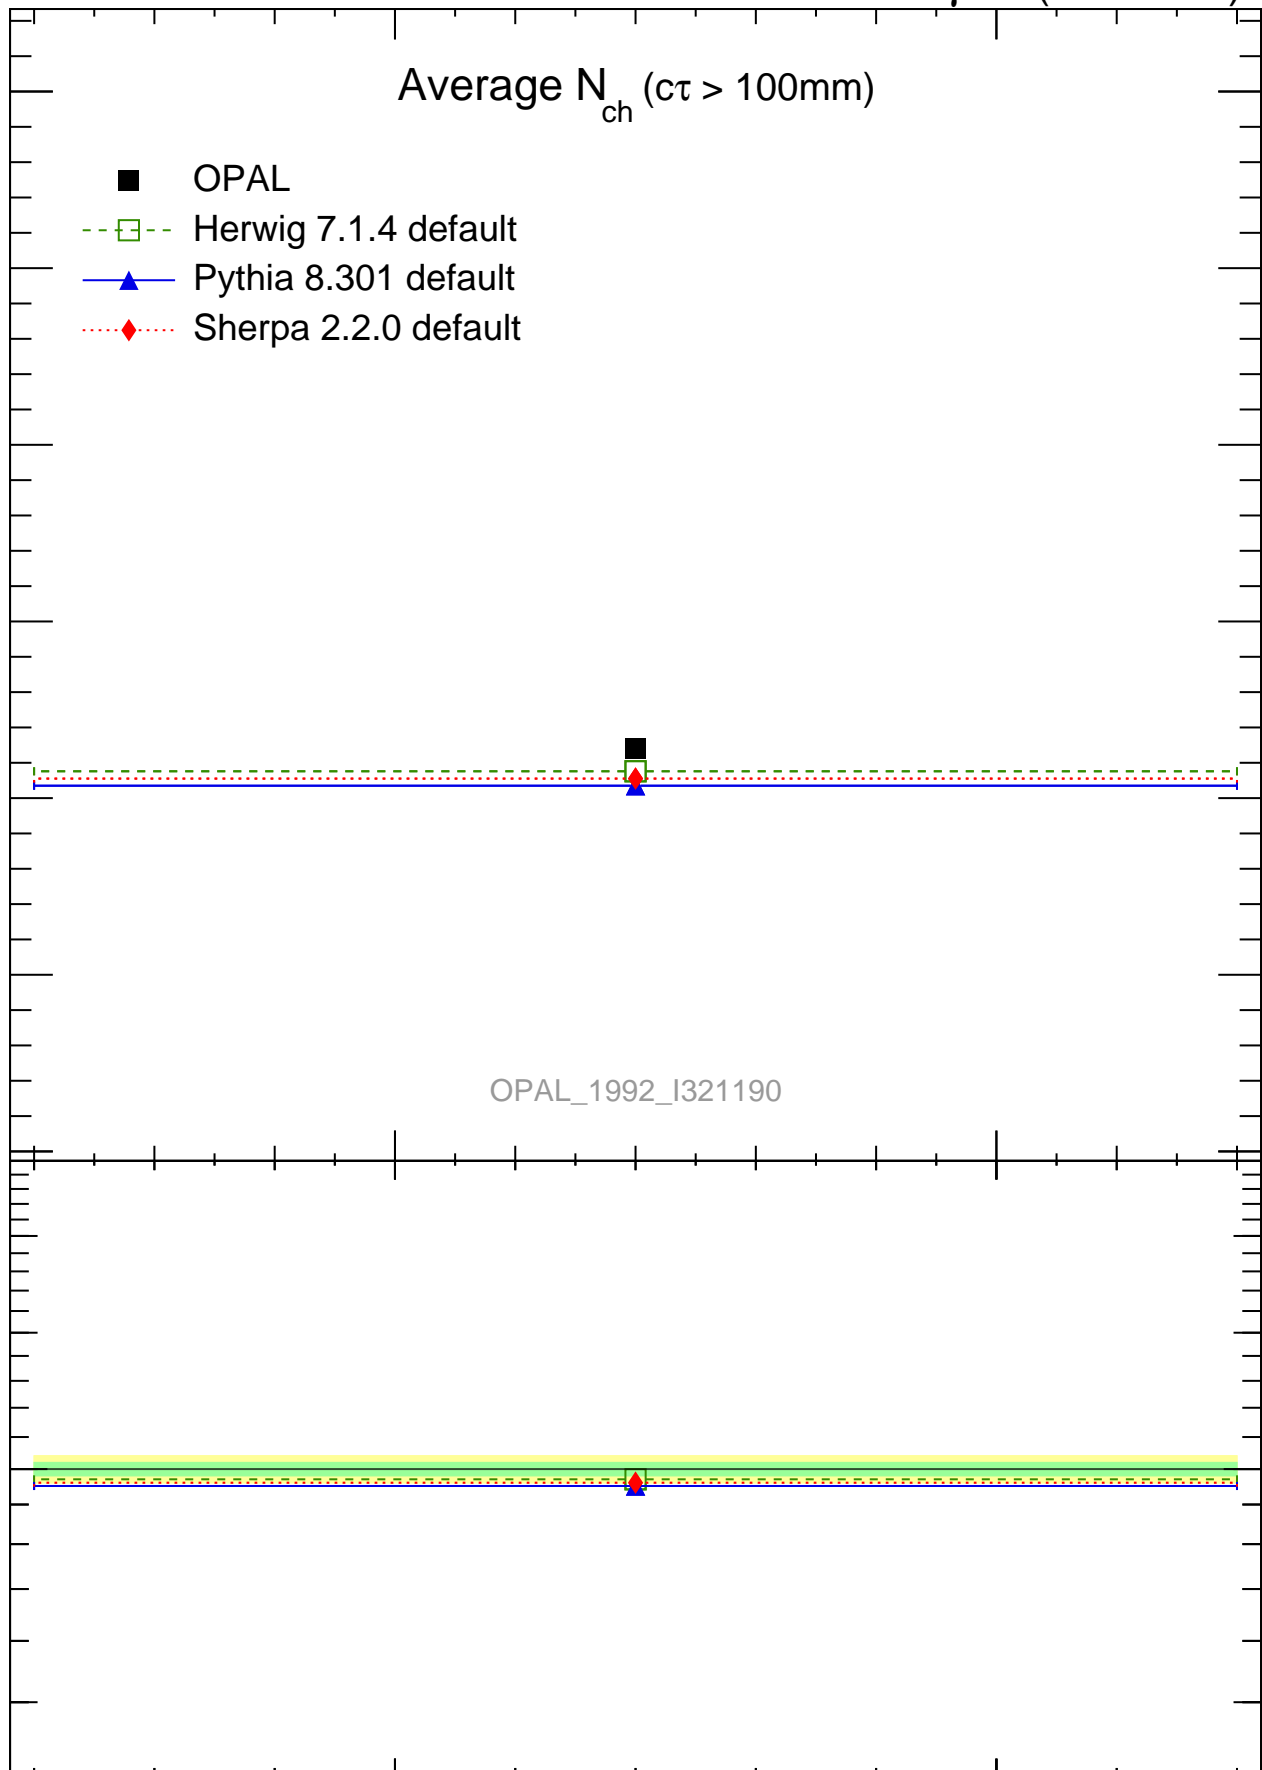 Average N_ch (cτ > 100mm)
OPAL
Herwig 7.1.4 default
Pythia 8.301 default
Sherpa 2.2.0 default
OPAL_1992_I321190